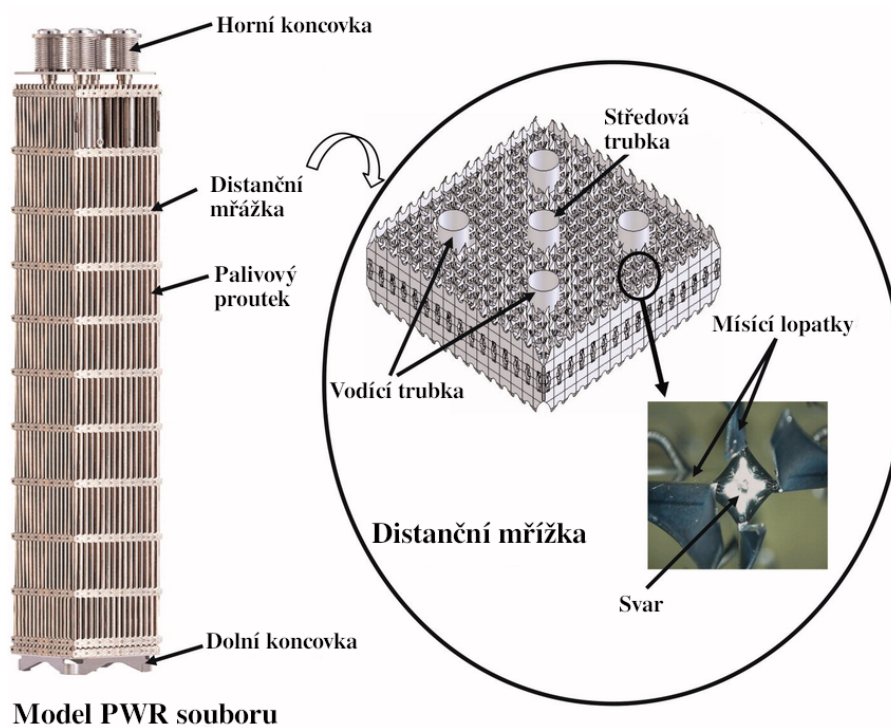 Horní koncovka
Středová
trubka
Distanční
mřážka
Palivový
proutek
Mísící lopatky
Vodící trubka
Distanční mřížka
Svar
Dolní koncovka
Model PWR souboru